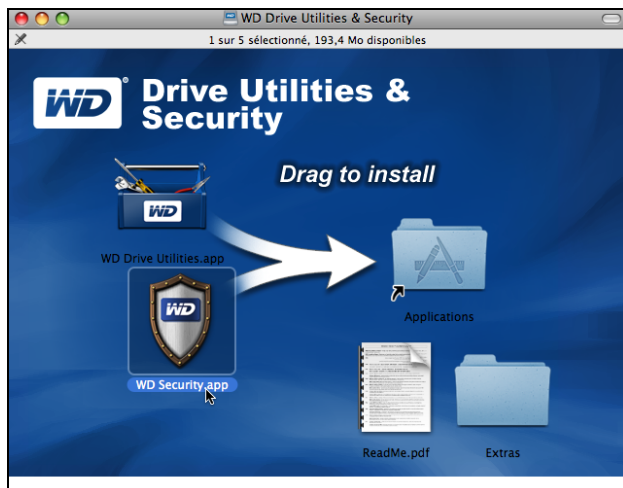 WD Drive Utilities & Security
1 sur 5 sélectionné, 193,4 Mo disponibles
WD® Drive Utilities &
Security
Drag to install
WD
WD Drive Utilities.app
WD
WD Security.app
Applications
ReadMe.pdf
Extras